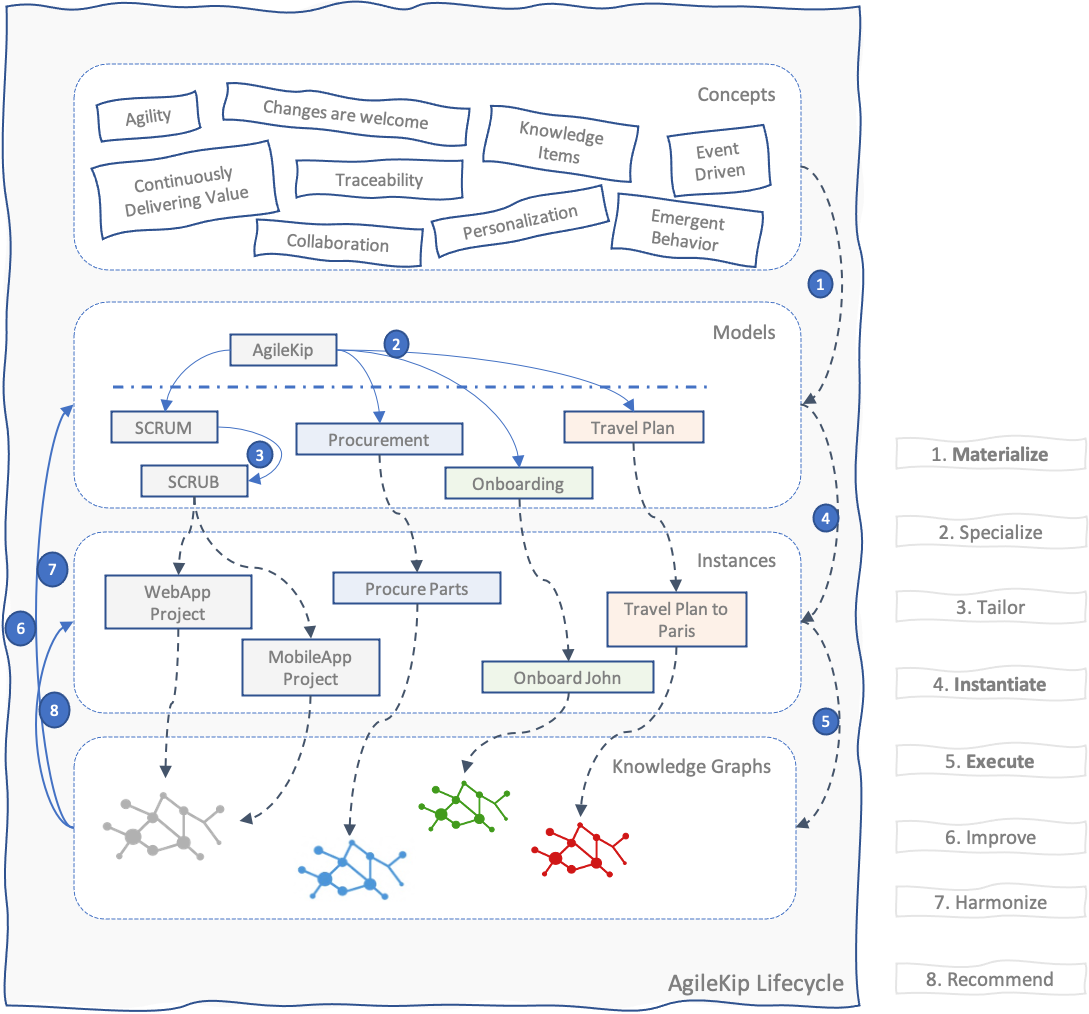 Concepts
Agility
Changes are welcome
Knowledge
Items
Event
Driven
Continuously
Delivering Value
Traceability
Personalization
Emergent
Behavior
Collaboration
1
Models
AgileKip
2
SCRUM
Procurement
Travel Plan
3
SCRUB
Onboarding
4
Instances
7
WebApp
Project
Procure Parts
Travel Plan to
Paris
6
MobileApp
Project
Onboard John
8
5
Knowledge Graphs
AgileKip Lifecycle
1. Materialize
2. Specialize
3. Tailor
4. Instantiate
5. Execute
6. Improve
7. Harmonize
8. Recommend